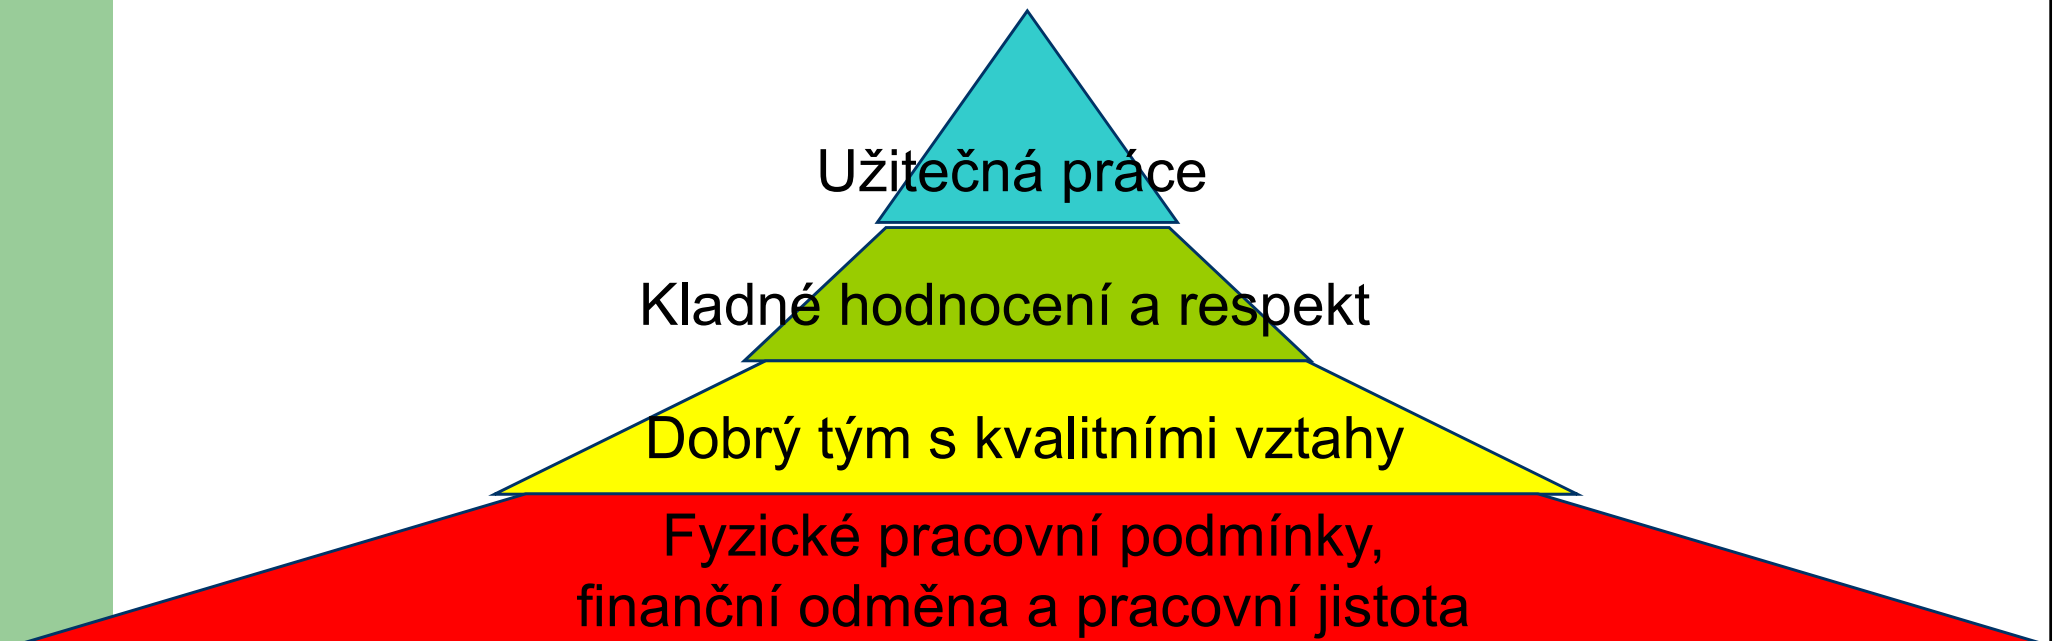 Užitečná práce
Kladné hodnocení a respekt
Dobrý tým s kvalitními vztahy
Fyzické pracovní podmínky,
finanční odměna a pracovní jistota